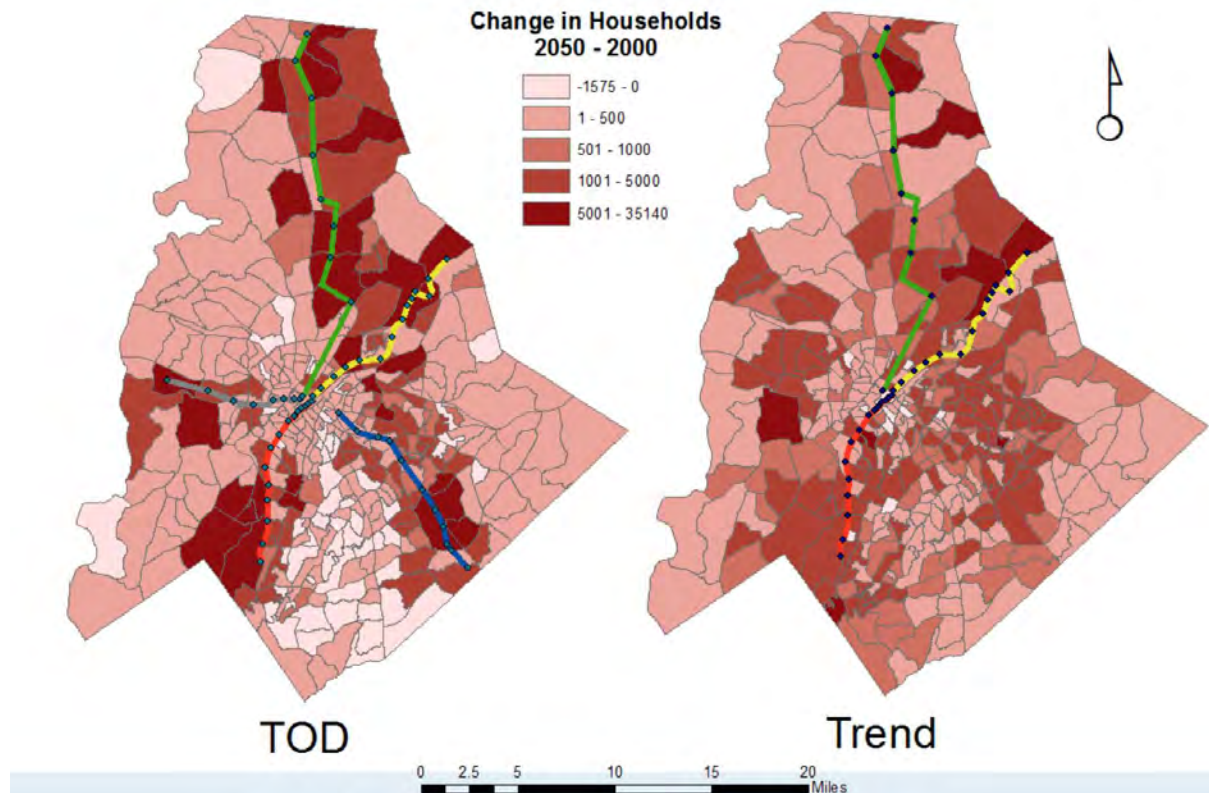 Change in Households
2050 - 2000
-1575 - 0
1 - 500
501 - 1000
1001 - 5000
5001 - 35140
TOD
Trend
0 2.5 5 10 15 20
Miles